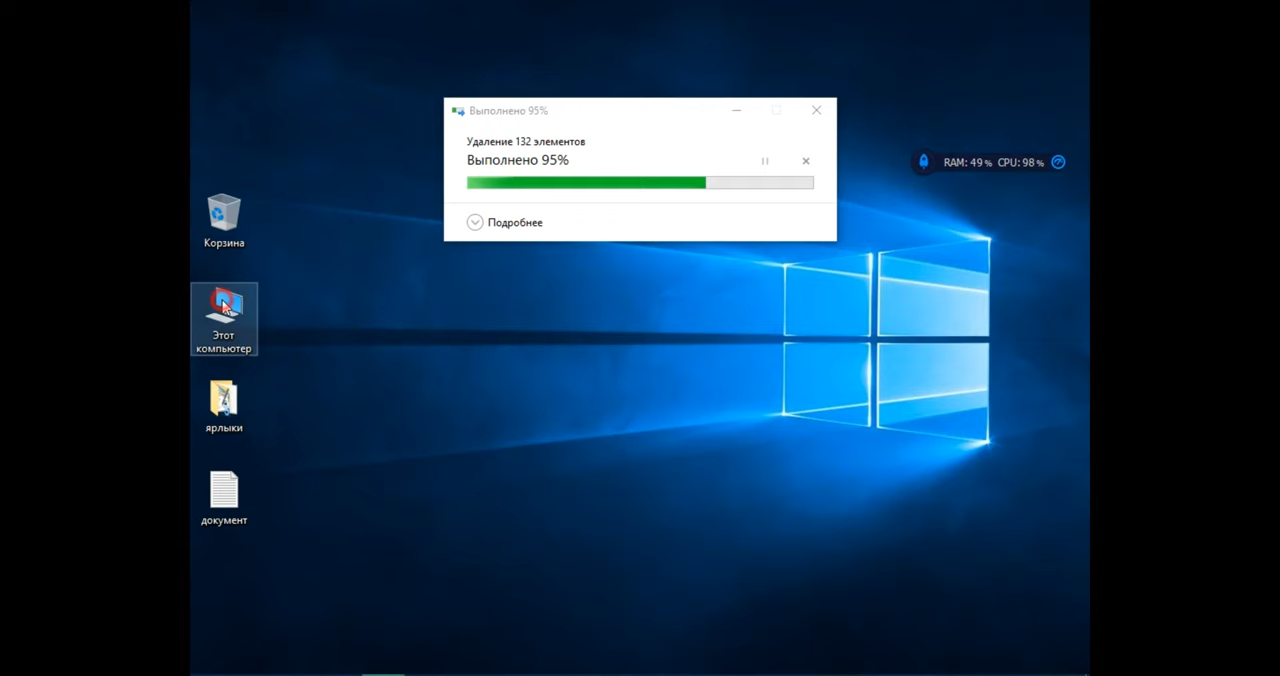 Выполнено 95%
Удаление 132 элементов
Выполнено 95%
Подробнее
RAM: 49% CPU: 98%
Корзина
Этот
компьютер
ярлыки
документ